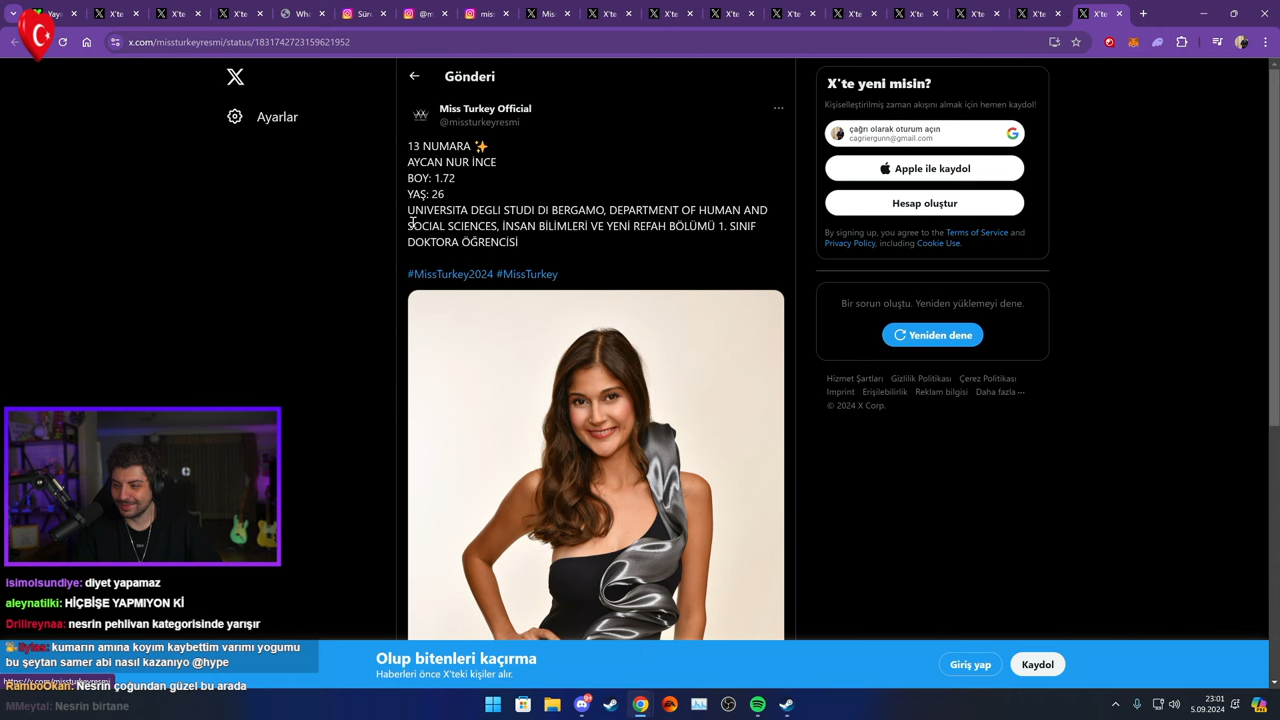 x.com/missturkeyresmi/status/1831742723159621952
Gönderi
Ayarlar
Miss Turkey Official
@missturkeyresmi
13 NUMARA ✨
AYCAN NUR İNCE
BOY: 1.72
YAŞ: 26
UNIVERSITA DEGLI STUDI DI BERGAMO, DEPARTMENT OF HUMAN AND
SOCIAL SCIENCES, İNSAN BİLİMLERİ VE YENİ REFAH BÖLÜMÜ 1. SINIF
DOKTORA ÖĞRENCİSİ
#MissTurkey2024 #MissTurkey
X'te yeni misin?
Kişiselleştirilmiş zaman akışını almak için hemen kaydol!
çağrı olarak oturum açın
cagriergunn@gmail.com
Apple ile kaydol
Hesap oluştur
By signing up, you agree to the Terms of Service and
Privacy Policy, including Cookie Use.
Bir sorun oluştu. Yeniden yüklemeyi dene.
Yeniden dene
Hizmet Şartları Gizlilik Politikası Çerez Politikası
Imprint Erişilebilirlik Reklam bilgisi Daha fazla ···
© 2024 X Corp.
isimolsundiye: diyet yapamaz
aleynatilki: HİÇBİŞE YAPMIYON Kİ
Drillreynaa: nesrin pehlivan kategorisinde yarışır
kumarın amına koyim kaybettim varımı yogumu
bu şeytan samer abi nasıl kazanıyo @hype
https://x.com/missturkeyresmi
RamboOkan: Nesrin çoğundan güzel bu arada
MMeytal: Nesrin birtane
Olup bitenleri kaçırma
Haberleri önce X'teki kişiler alır.
Giriş yap
Kaydol
23:01
5.09.2024